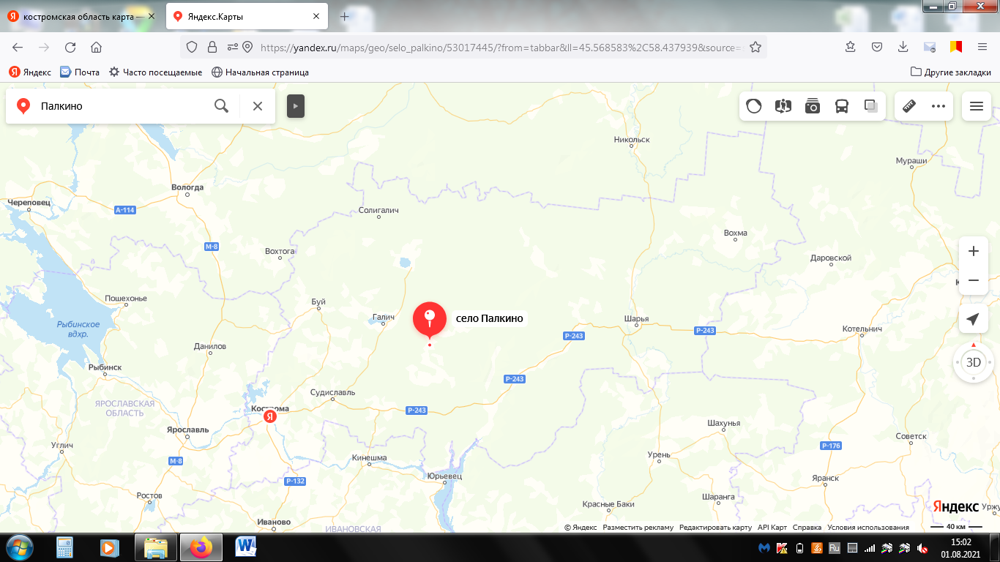 костромская область карта —
Яндекс.Карты
https://yandex.ru/maps/geo/selo_palkino/53017445/?from=tabbar&ll=45.568583%2C58.437939&source=
Яндекс
Почта
Часто посещаемые
Начальная страница
Другие закладки
Палкино
Никольск
Мураши
Вологда
Череповец
А-114
Солигалич
М-8
Вохтога
Вохма
Даровской
Пошехонье
Буй
Галич
село Палкино
Шарья
Р-243
Р-243
Котельнич
Рыбинское
вдхр.
Данилов
3D
Рыбинск
Р-243
Судиславль
ЯРОСЛАВСКАЯ
ОБЛАСТЬ
Кострома
Я
Р-243
Ярославль
Шахунья
Углич
Р-176
Советск
М-8
Кинешма
Урень
Юрьевец
Р-132
Яранск
Ростов
Шаранга
Красные Баки
Яндекс
Уржу
Иваново
ИВАНОВСКАЯ
© Яндекс
Разместить рекламу
Редактировать карту
API Карт
Справка
Условия использования
40 км
Ru
15:02
01.08.2021